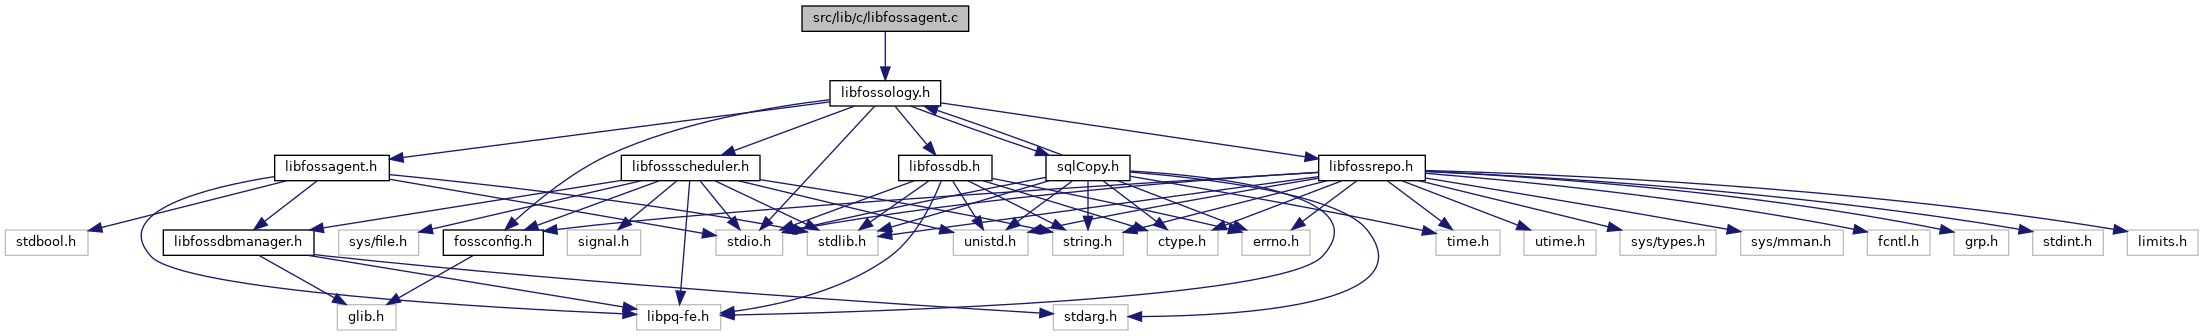 src/lib/c/libfossagent.c
libfossology.h
libfossagent.h
libfossscheduler.h
libfossdb.h
sqlCopy.h
libfossrepo.h
stdbool.h
libfossdbmanager.h
sys/file.h
fossconfig.h
signal.h
stdio.h
stdlib.h
unistd.h
string.h
ctype.h
errno.h
time.h
utime.h
sys/types.h
sys/mman.h
fcntl.h
grp.h
stdint.h
limits.h
glib.h
libpq-fe.h
stdarg.h